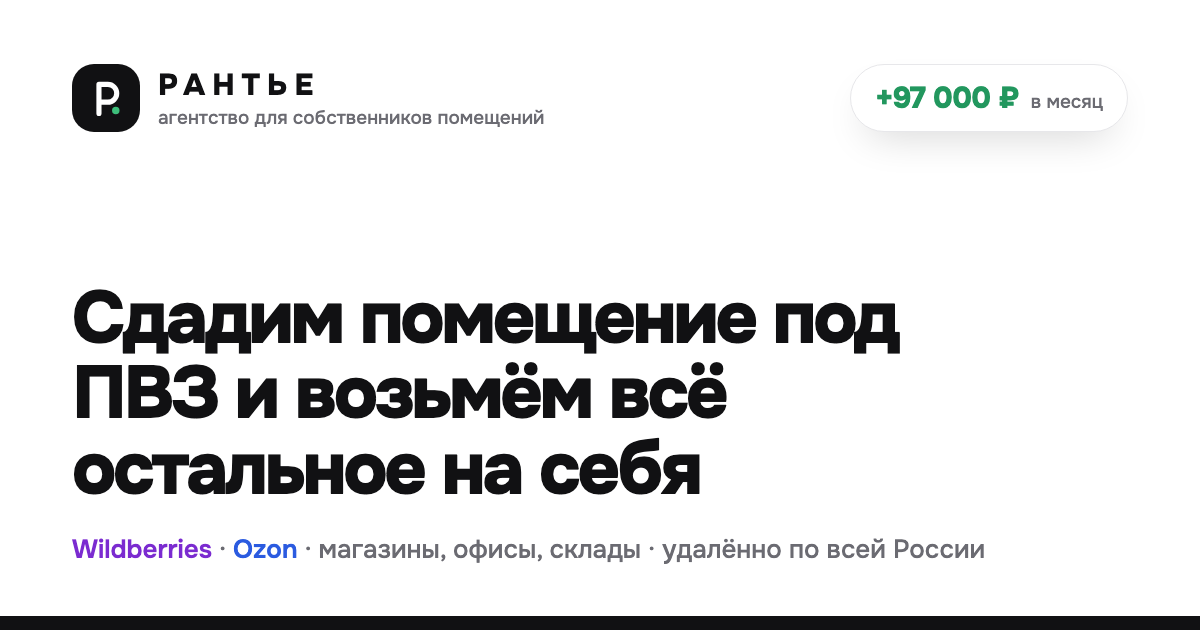 Р.
РАНТЬЕ
агентство для собственников помещений
+97 000 ₽ в месяц
Сдадим помещение под
ПВЗ и возьмём всё
остальное на себя
Wildberries · Ozon · магазины, офисы, склады · удалённо по всей России